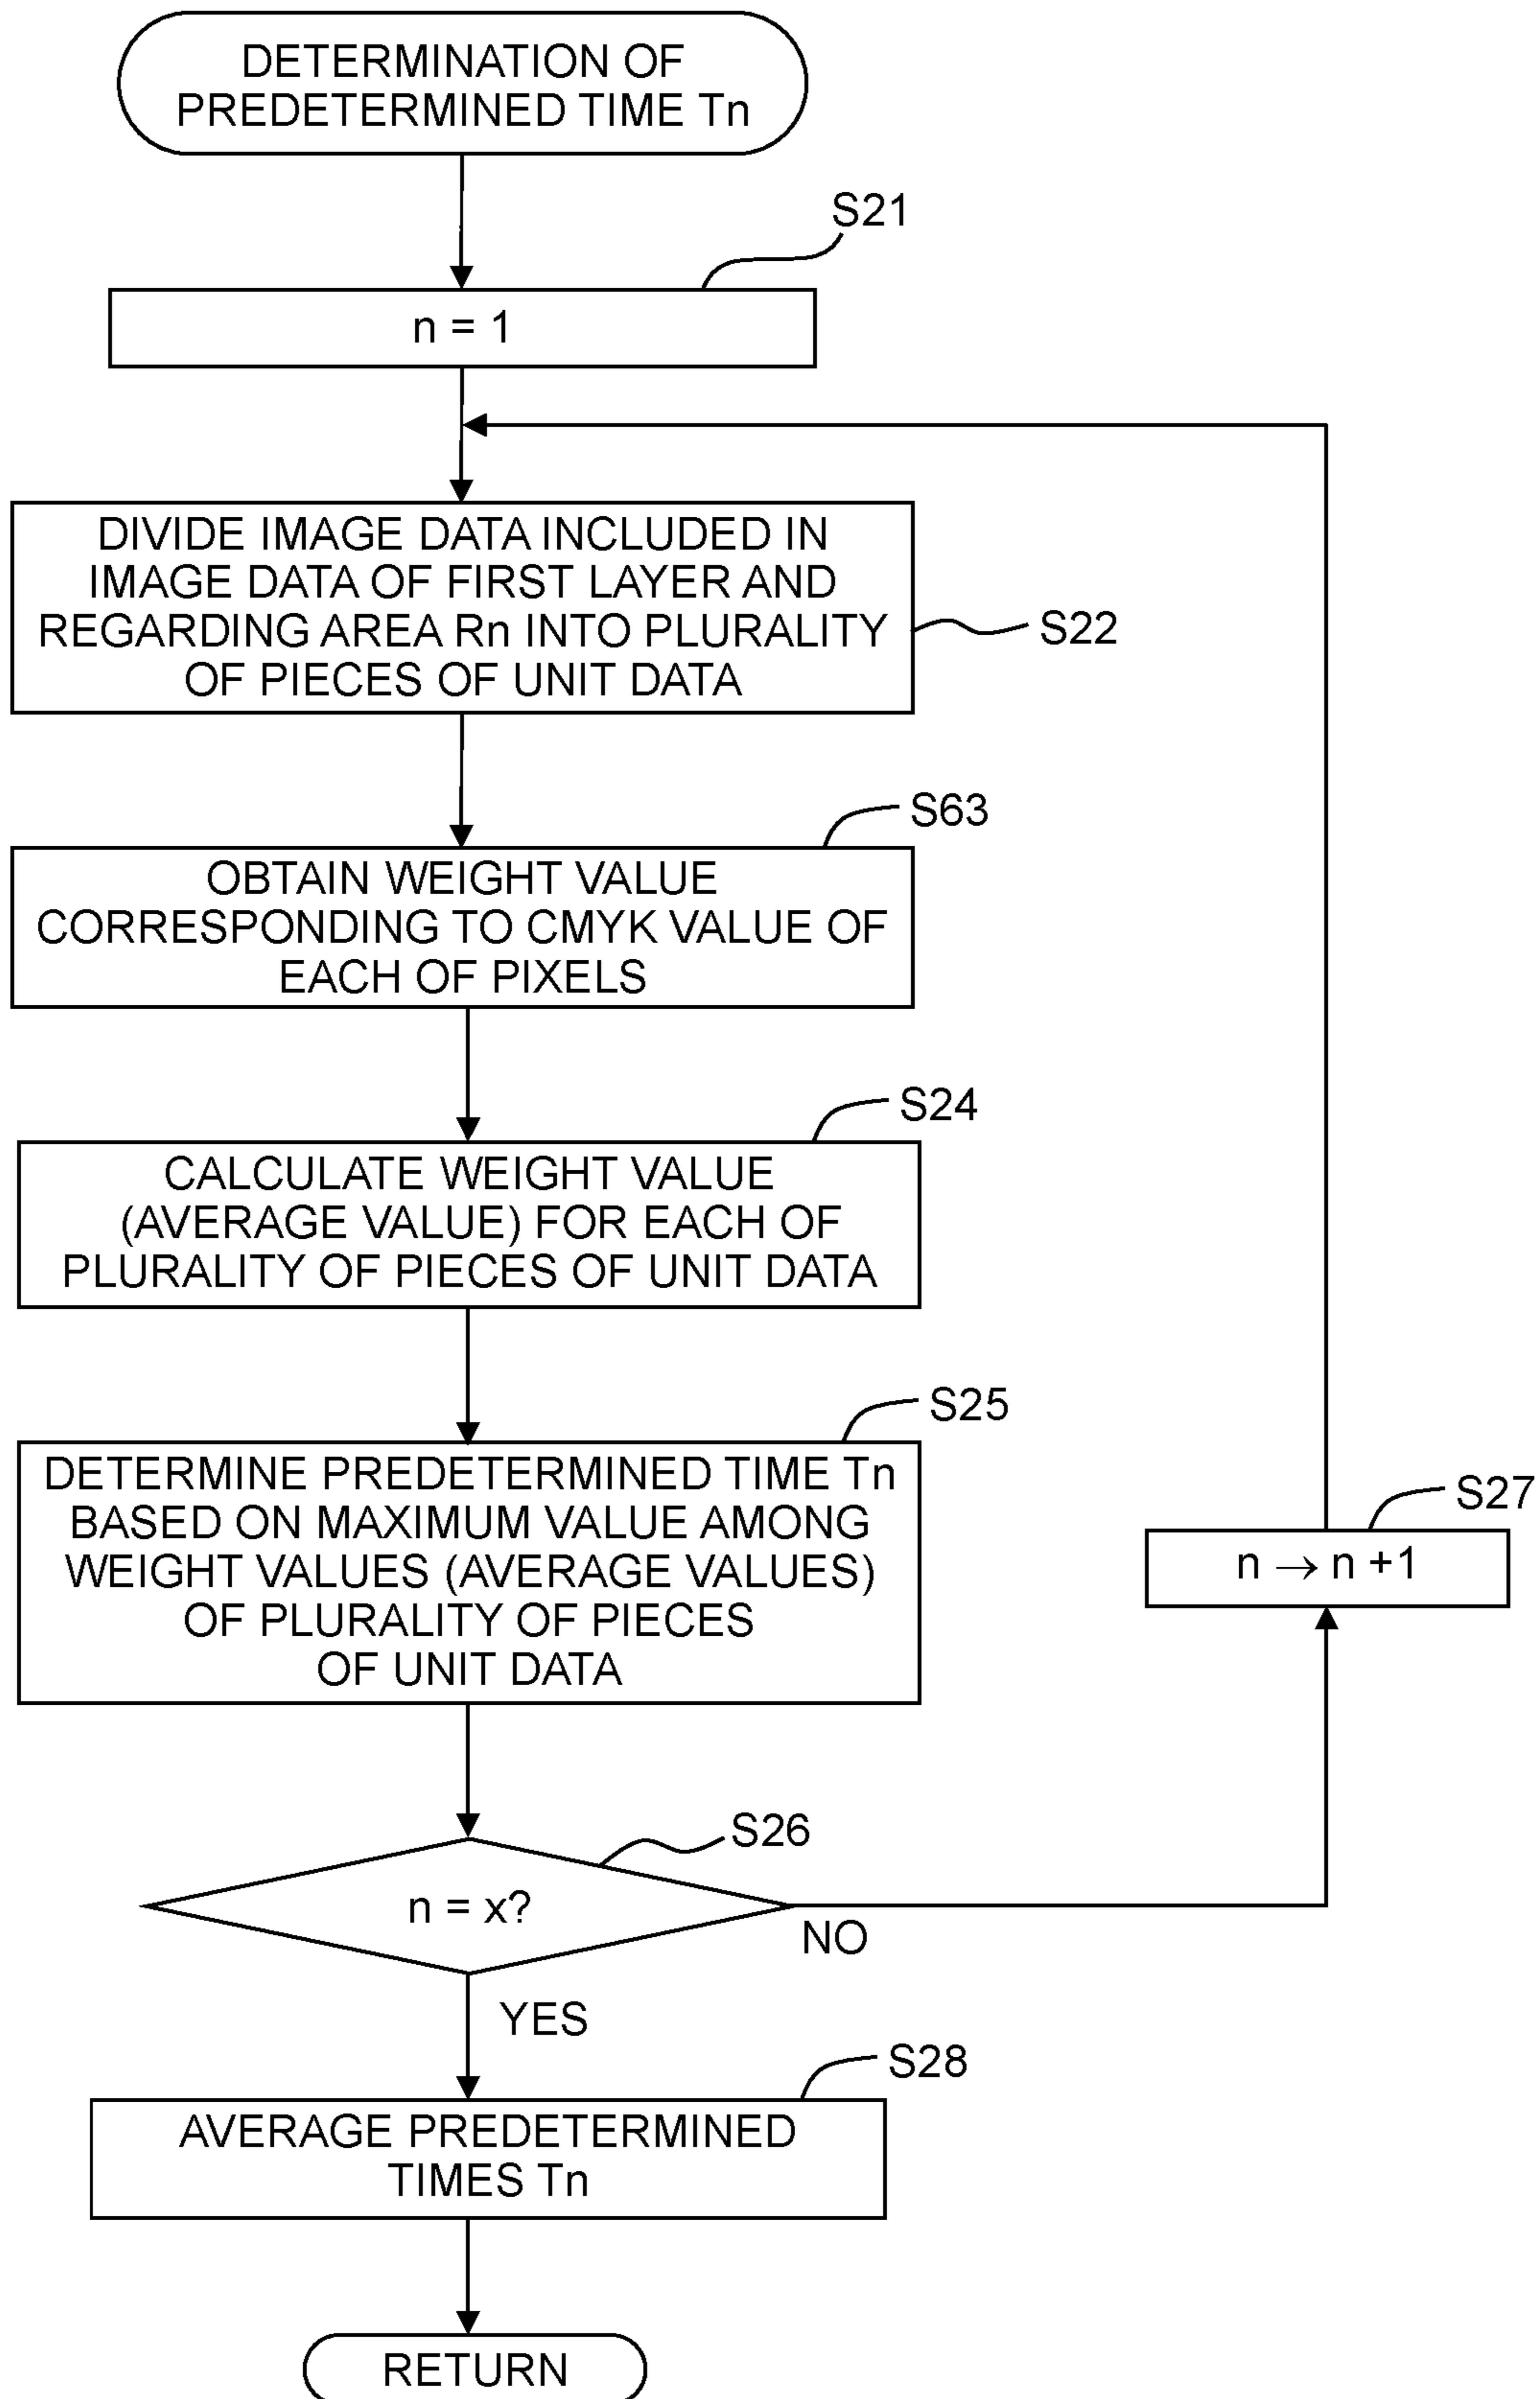 DETERMINATION OF
PREDETERMINED TIME Tn
S21
n = 1
DIVIDE IMAGE DATA INCLUDED IN
IMAGE DATA OF FIRST LAYER AND
REGARDING AREA Rn INTO PLURALITY
OF PIECES OF UNIT DATA
S22
S63
OBTAIN WEIGHT VALUE
CORRESPONDING TO CMYK VALUE OF
EACH OF PIXELS
S24
CALCULATE WEIGHT VALUE
(AVERAGE VALUE) FOR EACH OF
PLURALITY OF PIECES OF UNIT DATA
S25
DETERMINE PREDETERMINED TIME Tn
BASED ON MAXIMUM VALUE AMONG
WEIGHT VALUES (AVERAGE VALUES)
OF PLURALITY OF PIECES
OF UNIT DATA
S27
n → n +1
S26
n = x?
NO
YES
S28
AVERAGE PREDETERMINED
TIMES Tn
RETURN